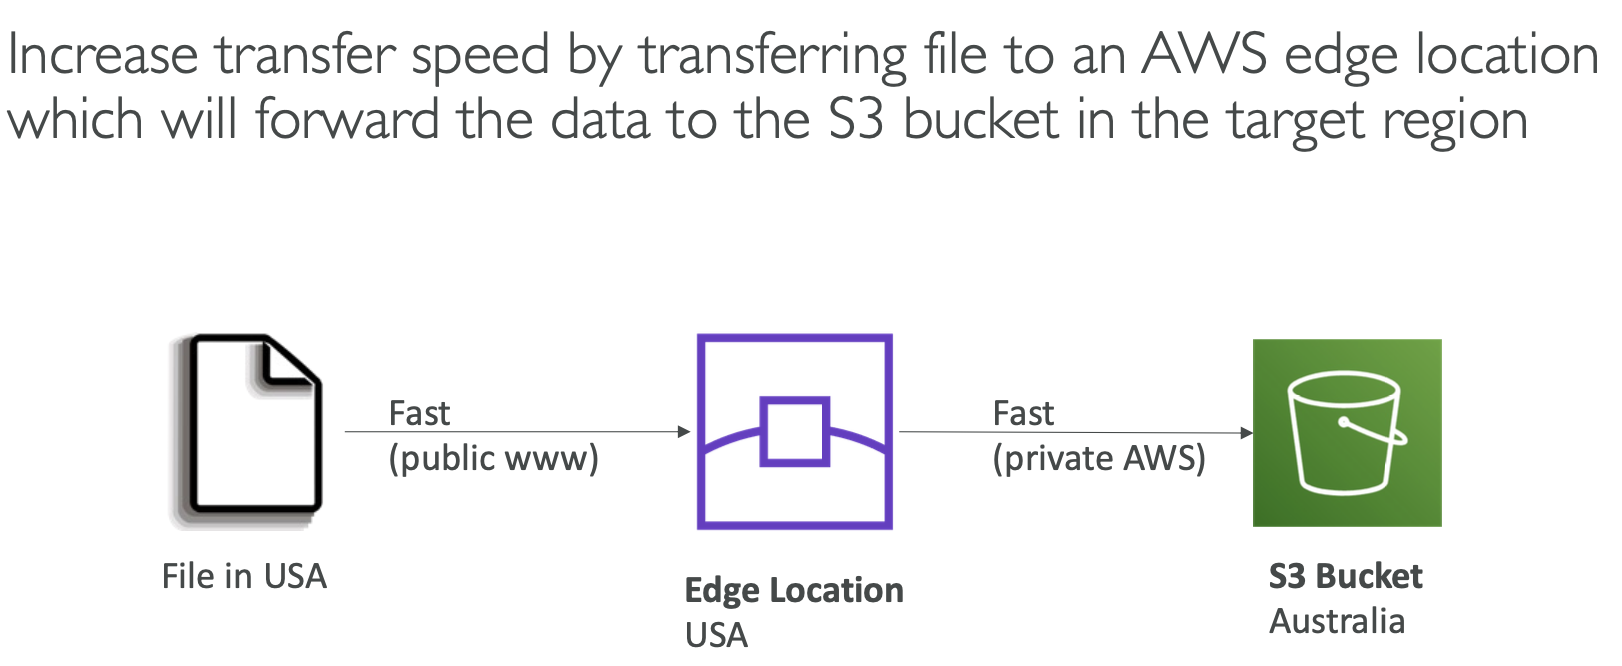 Increase transfer speed by transferring file to an AWS edge location
which will forward the data to the S3 bucket in the target region
Fast
(public www)
Fast
(private AWS)
File in USA
Edge Location
USA
S3 Bucket
Australia